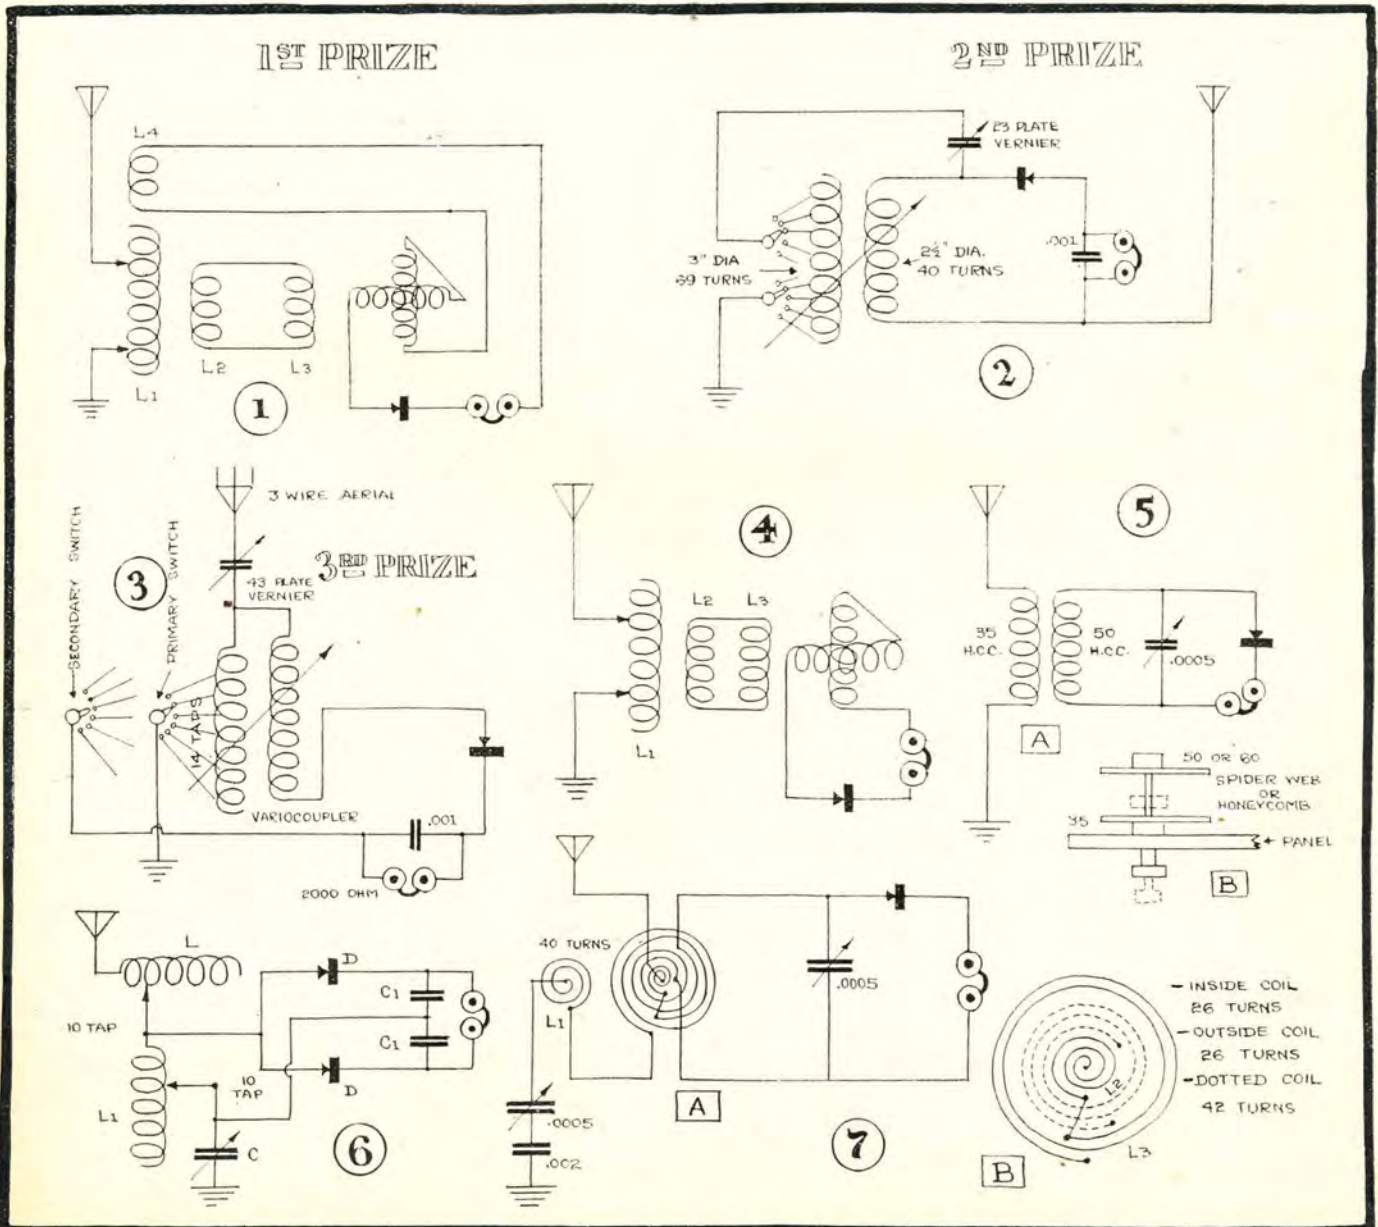 1ST PRIZE
2ND PRIZE
L4
L2
L3
L1
1
23 PLATE
VERNIER
3" DIA
69 TURNS
2½" DIA.
40 TURNS
.001
2
3 WIRE AERIAL
SECONDARY SWITCH
3
PRIMARY SWITCH
3RD PRIZE
43 PLATE
VERNIER
14 TAPS
VARIOCOUPLER
.001
2000 OHM
4
L2
L3
L1
5
35
H.C.C.
50
H.C.C.
.0005
A
50 OR 60
SPIDER WEB
OR
HONEYCOMB
35
PANEL
B
L
D
C1
10 TAP
C1
10
TAP
D
L1
C
6
40 TURNS
L1
.0005
A
.0005
.002
7
INSIDE COIL
26 TURNS
OUTSIDE COIL
26 TURNS
DOTTED COIL
42 TURNS
L2
L3
B